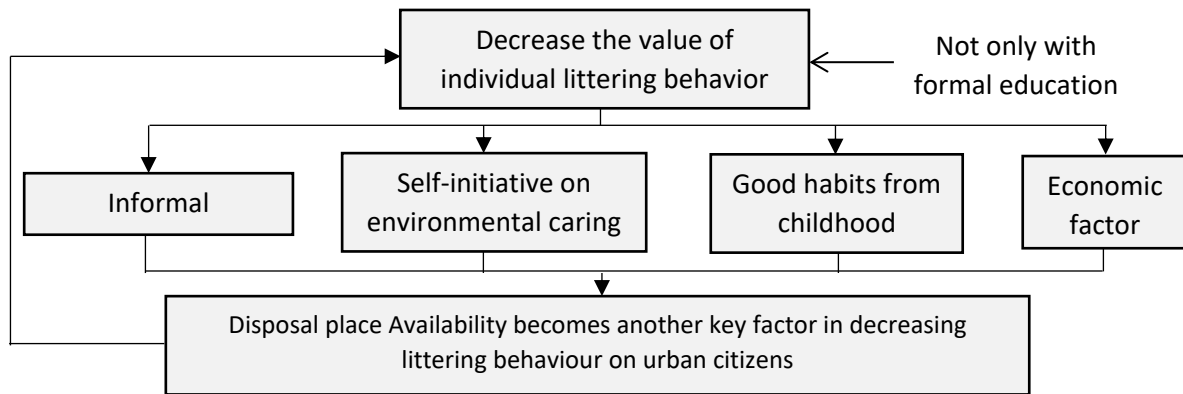 Decrease the value of
individual littering behavior
Not only with
formal education
Informal
Self-initiative on
environmental caring
Good habits from
childhood
Economic
factor
Disposal place Availability becomes another key factor in decreasing
littering behaviour on urban citizens